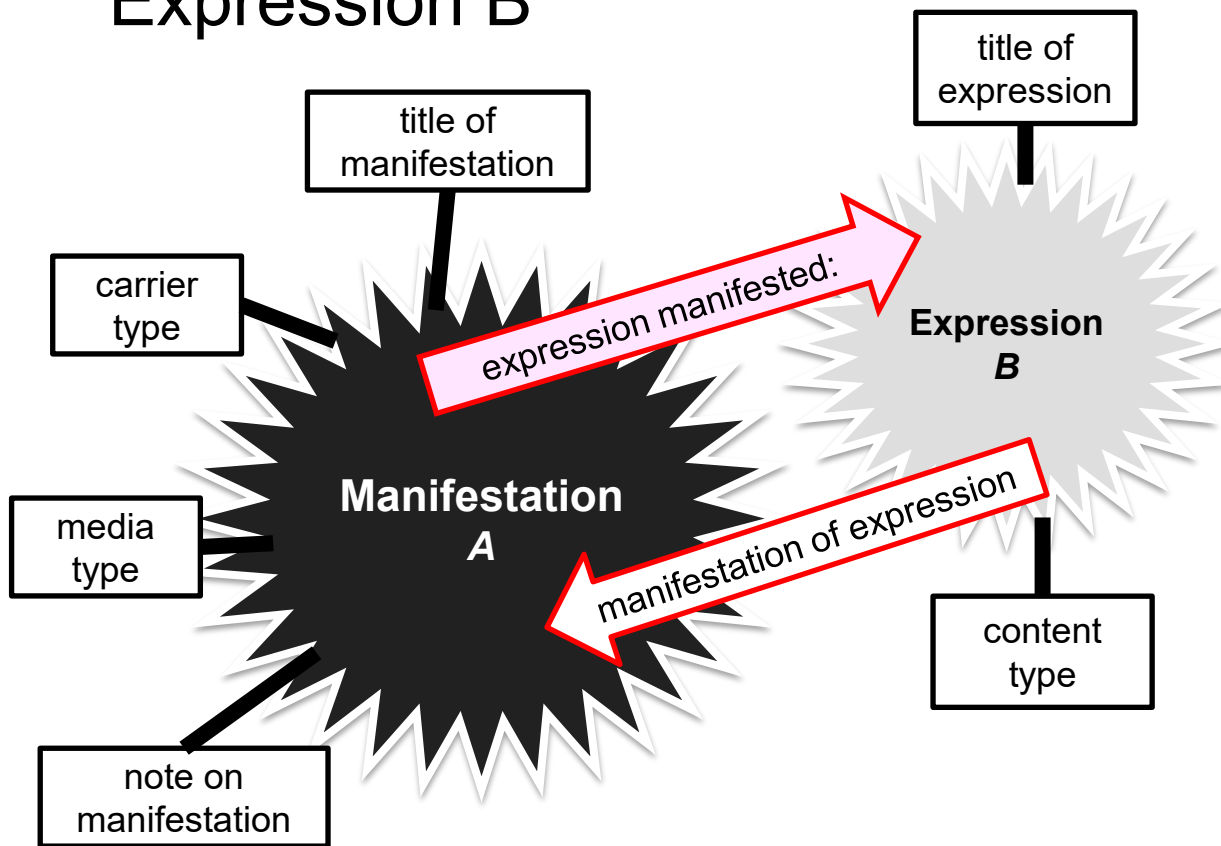 Expression B
title of
expression
title of
manifestation
carrier
type
expression manifested:
Expression
B
Manifestation
A
media
type
manifestation of expression
content
type
note on
manifestation